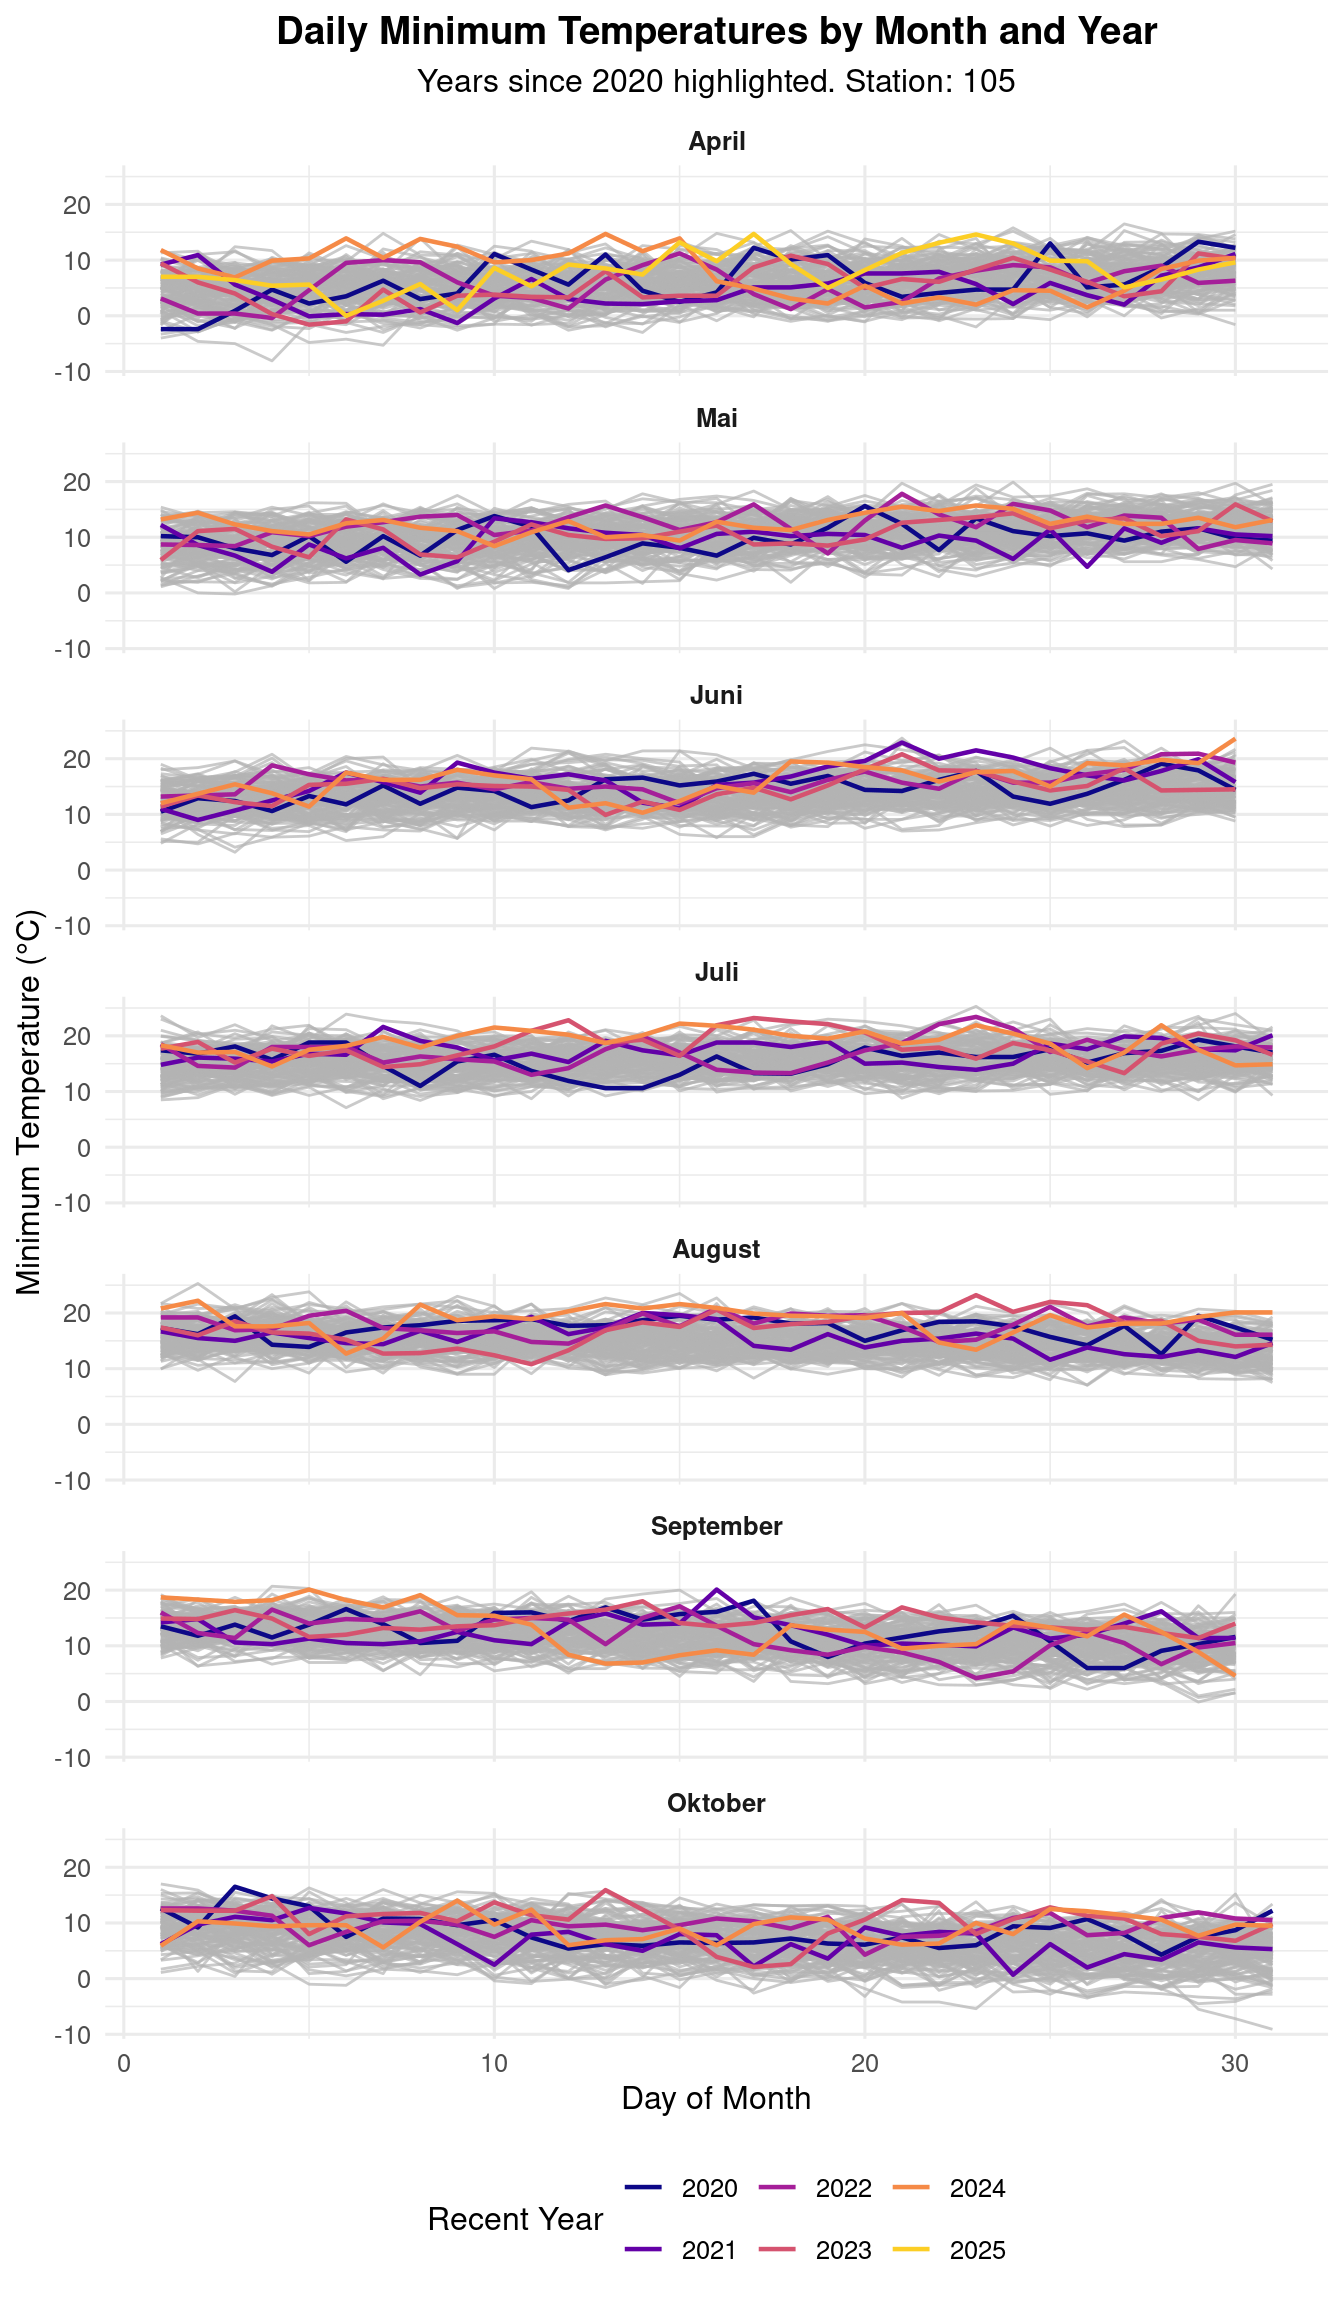 Daily Minimum Temperatures by Month and Year
Years since 2020 highlighted. Station: 105
April
20
10
0
-10
Mai
20
10
0
-10
Juni
20
10
0
-10
Juli
20
10
0
-10
August
20
10
0
-10
September
20
10
0
-10
Oktober
20
10
0
-10
Minimum Temperature (°C)
0 10 20 30
Day of Month
Recent Year
2020 2022 2024
2021 2023 2025